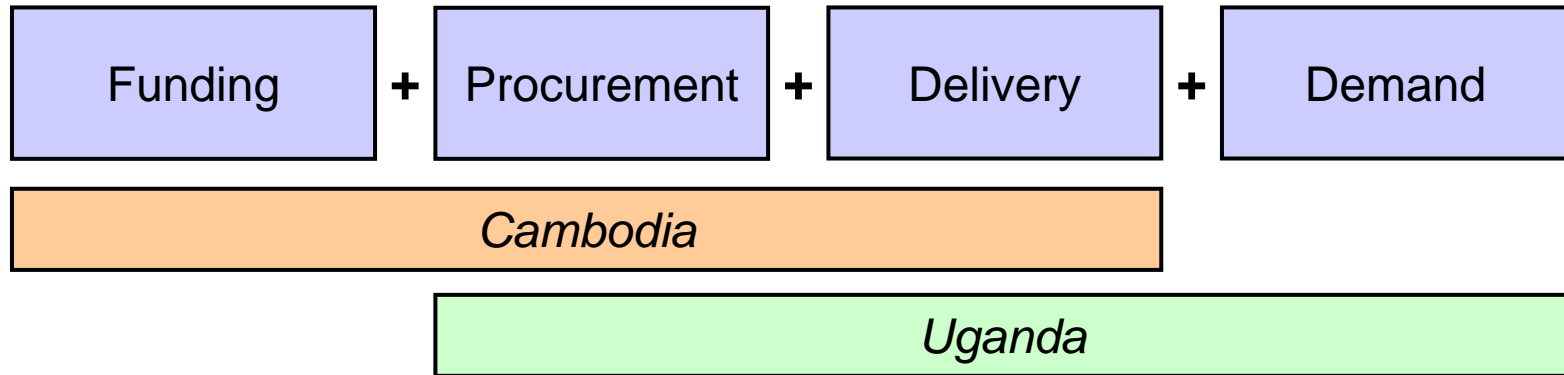 Funding + Procurement + Delivery + Demand
Cambodia
Uganda